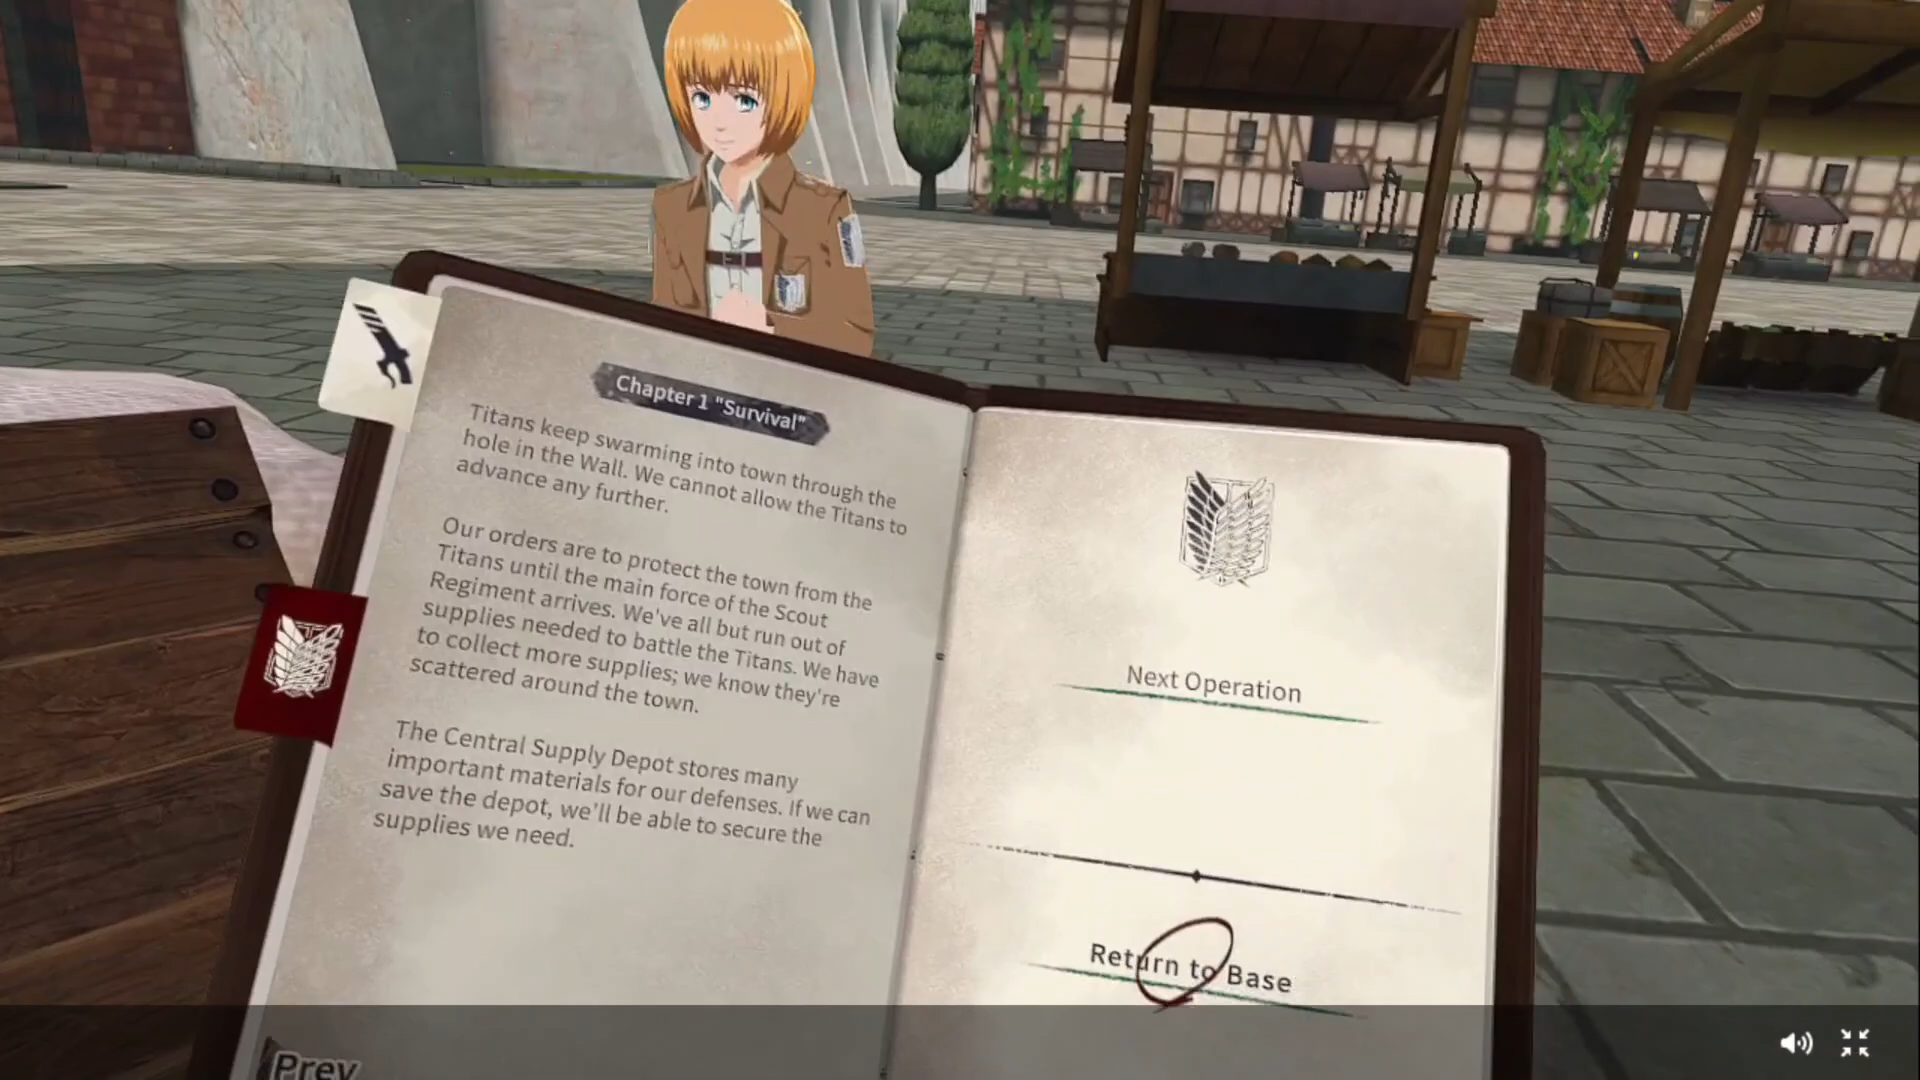 Chapter 1 "Survival"
Titans keep swarming into town through the
hole in the Wall. We cannot allow the Titans to
advance any further.
Our orders are to protect the town from the
Titans until the main force of the Scout
Regiment arrives. We've all but run out of
supplies needed to battle the Titans. We have
to collect more supplies; we know they're
scattered around the town.
The Central Supply Depot stores many
important materials for our defenses. If we can
save the depot, we'll be able to secure the
supplies we need.
Prev
Next Operation
Return to Base